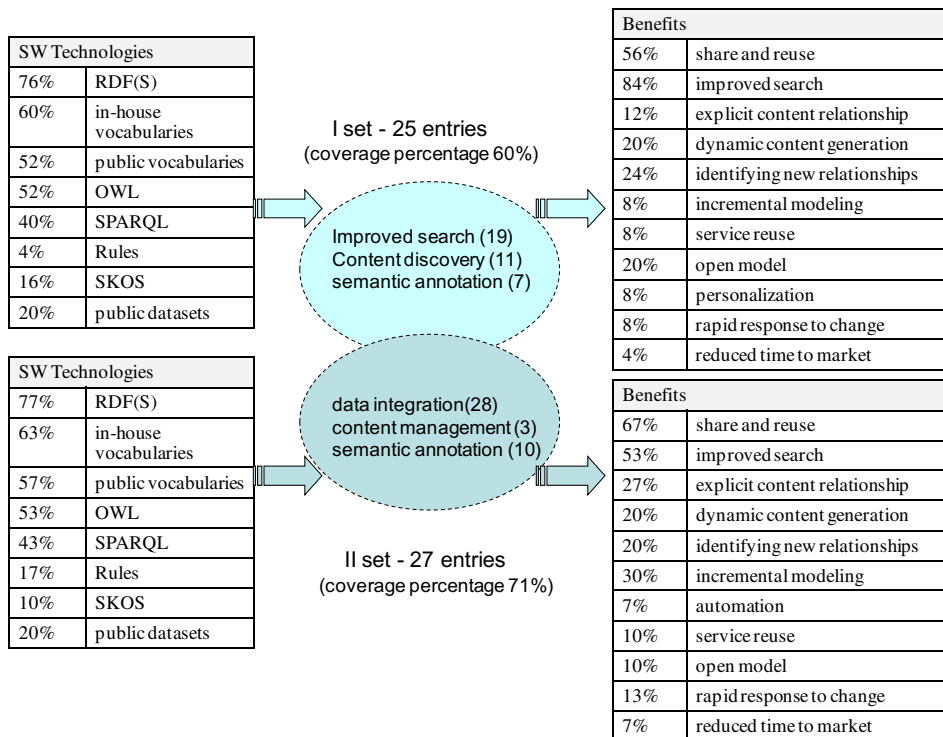 SW Technologies
76% RDF(S)
60% in-house
vocabularies
52% public vocabularies
52% OWL
40% SPARQL
4% Rules
16% SKOS
20% public datasets
I set - 25 entries
(coverage percentage 60%)
Improved search (19)
Content discovery (11)
semantic annotation (7)
Benefits
56% share and reuse
84% improved search
12% explicit content relationship
20% dynamic content generation
24% identifying new relationships
8% incremental modeling
8% service reuse
20% open model
8% personalization
8% rapid response to change
4% reduced time to market
SW Technologies
77% RDF(S)
63% in-house
vocabularies
57% public vocabularies
53% OWL
43% SPARQL
17% Rules
10% SKOS
20% public datasets
data integration(28)
content management (3)
semantic annotation (10)
II set - 27 entries
(coverage percentage 71%)
Benefits
67% share and reuse
53% improved search
27% explicit content relationship
20% dynamic content generation
20% identifying new relationships
30% incremental modeling
7% automation
10% service reuse
10% open model
13% rapid response to change
7% reduced time to market